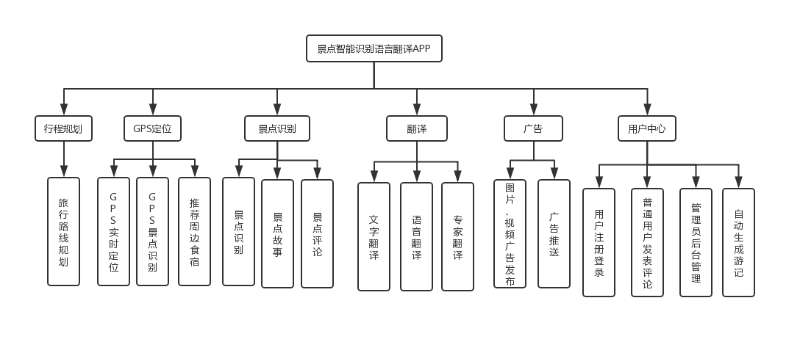 景点智能识别语言翻译APP
行程规划
GPS定位
景点识别
翻译
广告
用户中心
旅行路线规划
GPS实时定位
GPS景点识别
推荐周边食宿
景点识别
景点故事
景点评论
文字翻译
语言翻译
专家翻译
图片、视频广告发布
广告推送
用户注册登录
普通用户发表评论
管理员后台管理
自动生成游记